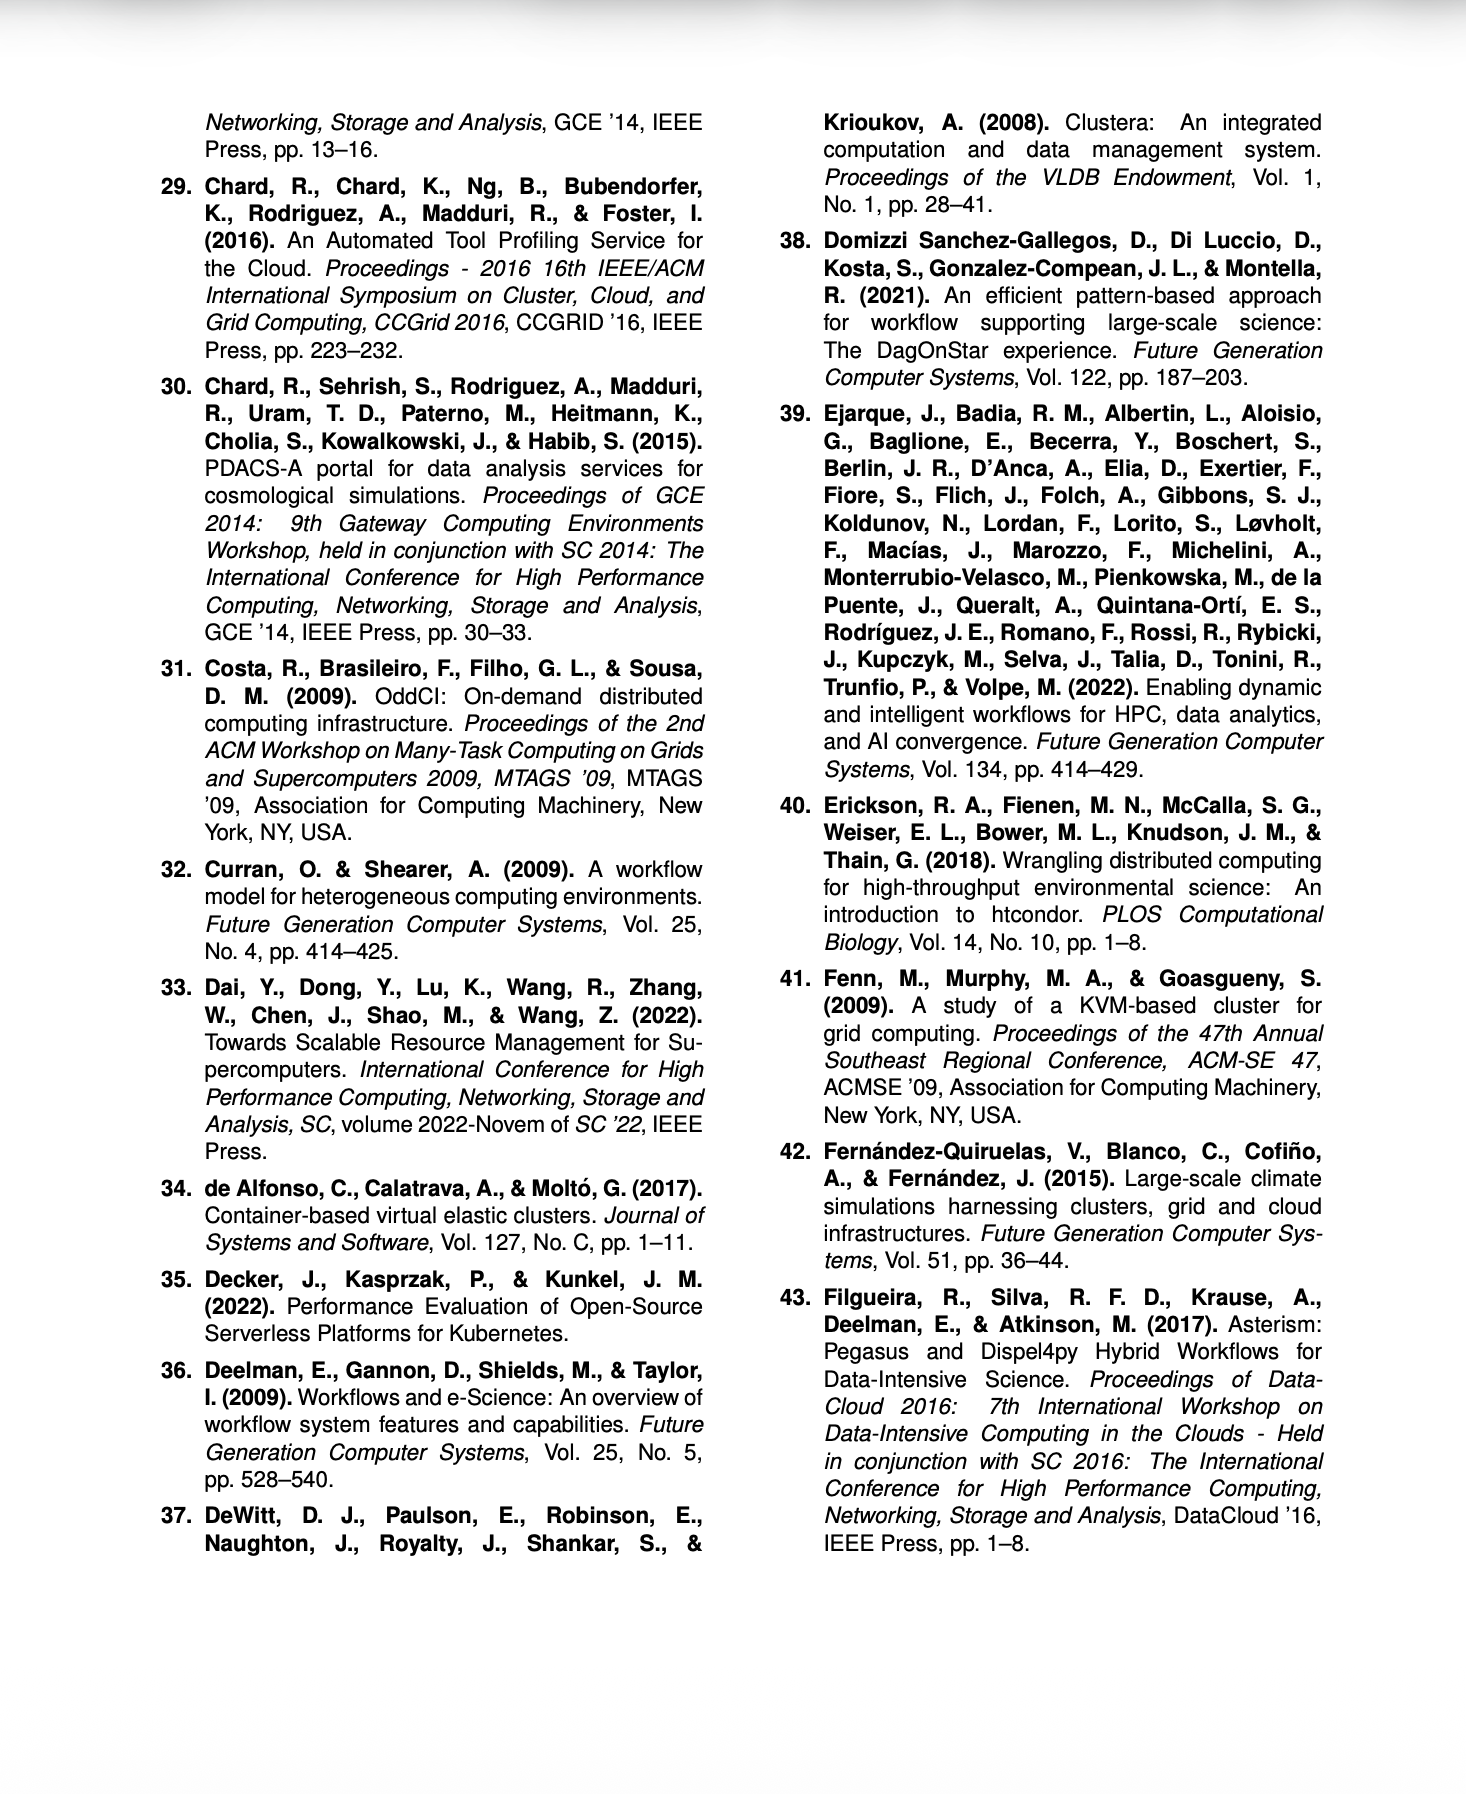 Networking, Storage and Analysis, GCE ’14, IEEE
Press, pp. 13–16.
29. Chard, R., Chard, K., Ng, B., Bubendorfer,
K., Rodriguez, A., Madduri, R., & Foster, I.
(2016). An Automated Tool Profiling Service for
the Cloud. Proceedings - 2016 16th IEEE/ACM
International Symposium on Cluster, Cloud, and
Grid Computing, CCGrid 2016, CCGRID ’16, IEEE
Press, pp. 223–232.
30. Chard, R., Sehrish, S., Rodriguez, A., Madduri,
R., Uram, T. D., Paterno, M., Heitmann, K.,
Cholia, S., Kowalkowski, J., & Habib, S. (2015).
PDACS-A portal for data analysis services for
cosmological simulations. Proceedings of GCE
2014: 9th Gateway Computing Environments
Workshop, held in conjunction with SC 2014: The
International Conference for High Performance
Computing, Networking, Storage and Analysis,
GCE ’14, IEEE Press, pp. 30–33.
31. Costa, R., Brasileiro, F., Filho, G. L., & Sousa,
D. M. (2009). OddCI: On-demand distributed
computing infrastructure. Proceedings of the 2nd
ACM Workshop on Many-Task Computing on Grids
and Supercomputers 2009, MTAGS ’09, MTAGS
’09, Association for Computing Machinery, New
York, NY, USA.
32. Curran, O. & Shearer, A. (2009). A workflow
model for heterogeneous computing environments.
Future Generation Computer Systems, Vol. 25,
No. 4, pp. 414–425.
33. Dai, Y., Dong, Y., Lu, K., Wang, R., Zhang,
W., Chen, J., Shao, M., & Wang, Z. (2022).
Towards Scalable Resource Management for Su-
percomputers. International Conference for High
Performance Computing, Networking, Storage and
Analysis, SC, volume 2022-Novem of SC ’22, IEEE
Press.
34. de Alfonso, C., Calatrava, A., & Moltó, G. (2017).
Container-based virtual elastic clusters. Journal of
Systems and Software, Vol. 127, No. C, pp. 1–11.
35. Decker, J., Kasprzak, P., & Kunkel, J. M.
(2022). Performance Evaluation of Open-Source
Serverless Platforms for Kubernetes.
36. Deelman, E., Gannon, D., Shields, M., & Taylor,
I. (2009). Workflows and e-Science: An overview of
workflow system features and capabilities. Future
Generation Computer Systems, Vol. 25, No. 5,
pp. 528–540.
37. DeWitt, D. J., Paulson, E., Robinson, E.,
Naughton, J., Royalty, J., Shankar, S., &
Krioukov, A. (2008). Clustera: An integrated
computation and data management system.
Proceedings of the VLDB Endowment, Vol. 1,
No. 1, pp. 28–41.
38. Domizzi Sanchez-Gallegos, D., Di Luccio, D.,
Kosta, S., Gonzalez-Compean, J. L., & Montella,
R. (2021). An efficient pattern-based approach
for workflow supporting large-scale science:
The DagOnStar experience. Future Generation
Computer Systems, Vol. 122, pp. 187–203.
39. Ejarque, J., Badia, R. M., Albertin, L., Aloisio,
G., Baglione, E., Becerra, Y., Boschert, S.,
Berlin, J. R., D’Anca, A., Elia, D., Exertier, F.,
Fiore, S., Flich, J., Folch, A., Gibbons, S. J.,
Koldunov, N., Lordan, F., Lorito, S., Løvholt,
F., Macías, J., Marozzo, F., Michelini, A.,
Monterrubio-Velasco, M., Pienkowska, M., de la
Puente, J., Queralt, A., Quintana-Ortí, E. S.,
Rodríguez, J. E., Romano, F., Rossi, R., Rybicki,
J., Kupczyk, M., Selva, J., Talia, D., Tonini, R.,
Trunfio, P., & Volpe, M. (2022). Enabling dynamic
and intelligent workflows for HPC, data analytics,
and AI convergence. Future Generation Computer
Systems, Vol. 134, pp. 414–429.
40. Erickson, R. A., Fienen, M. N., McCalla, S. G.,
Weiser, E. L., Bower, M. L., Knudson, J. M., &
Thain, G. (2018). Wrangling distributed computing
for high-throughput environmental science: An
introduction to htcondor. PLOS Computational
Biology, Vol. 14, No. 10, pp. 1–8.
41. Fenn, M., Murphy, M. A., & Goasgueny, S.
(2009). A study of a KVM-based cluster for
grid computing. Proceedings of the 47th Annual
Southeast Regional Conference, ACM-SE 47,
ACMSE ’09, Association for Computing Machinery,
New York, NY, USA.
42. Fernández-Quiruelas, V., Blanco, C., Cofiño,
A., & Fernández, J. (2015). Large-scale climate
simulations harnessing clusters, grid and cloud
infrastructures. Future Generation Computer Sys-
tems, Vol. 51, pp. 36–44.
43. Filgueira, R., Silva, R. F. D., Krause, A.,
Deelman, E., & Atkinson, M. (2017). Asterism:
Pegasus and Dispel4py Hybrid Workflows for
Data-Intensive Science. Proceedings of Data-
Cloud 2016: 7th International Workshop on
Data-Intensive Computing in the Clouds - Held
in conjunction with SC 2016: The International
Conference for High Performance Computing,
Networking, Storage and Analysis, DataCloud ’16,
IEEE Press, pp. 1–8.